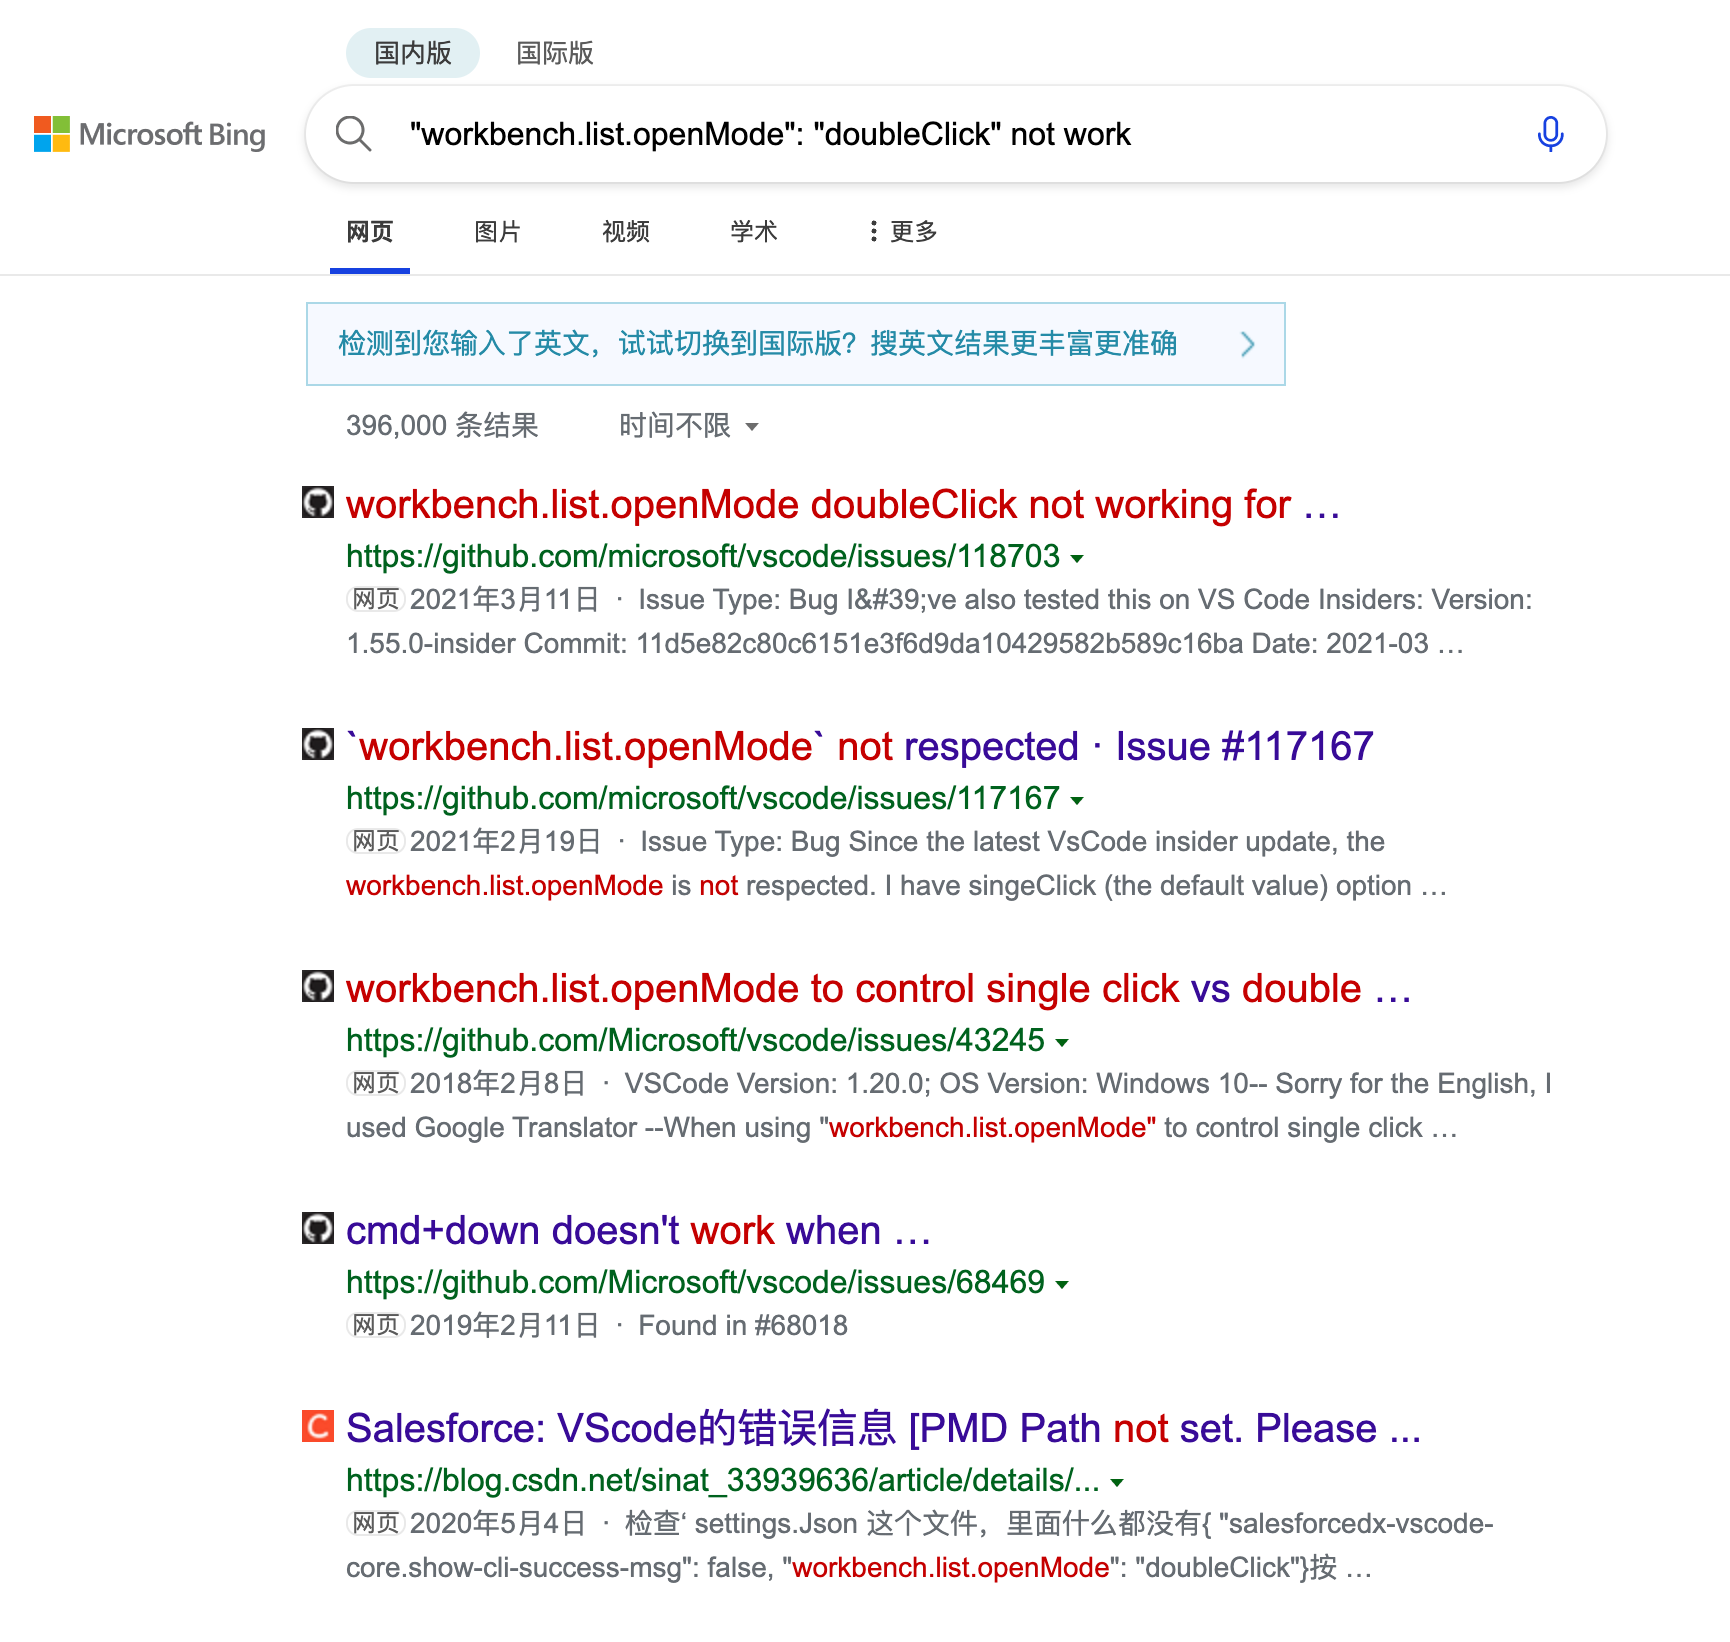 国内版 国际版
Microsoft Bing
"workbench.list.openMode": "doubleClick" not work
网页 图片 视频 学术 更多
检测到您输入了英文，试试切换到国际版？搜英文结果更丰富更准确
396,000 条结果 时间不限
workbench.list.openMode doubleClick not working for …
https://github.com/microsoft/vscode/issues/118703
网页 2021年3月11日 · Issue Type: Bug I&#39;ve also tested this on VS Code Insiders: Version:
1.55.0-insider Commit: 11d5e82c80c6151e3f6d9da10429582b589c16ba Date: 2021-03 …
`workbench.list.openMode` not respected · Issue #117167
https://github.com/microsoft/vscode/issues/117167
网页 2021年2月19日 · Issue Type: Bug Since the latest VsCode insider update, the
workbench.list.openMode is not respected. I have singeClick (the default value) option …
workbench.list.openMode to control single click vs double …
https://github.com/Microsoft/vscode/issues/43245
网页 2018年2月8日 · VSCode Version: 1.20.0; OS Version: Windows 10-- Sorry for the English, I
used Google Translator --When using "workbench.list.openMode" to control single click …
cmd+down doesn't work when …
https://github.com/Microsoft/vscode/issues/68469
网页 2019年2月11日 · Found in #68018
Salesforce: VScode的错误信息 [PMD Path not set. Please ...
https://blog.csdn.net/sinat_33939636/article/details/...
网页 2020年5月4日 · 检查‘ settings.Json 这个文件，里面什么都没有{ "salesforcedx-vscode-
core.show-cli-success-msg": false, "workbench.list.openMode": "doubleClick"}按 …